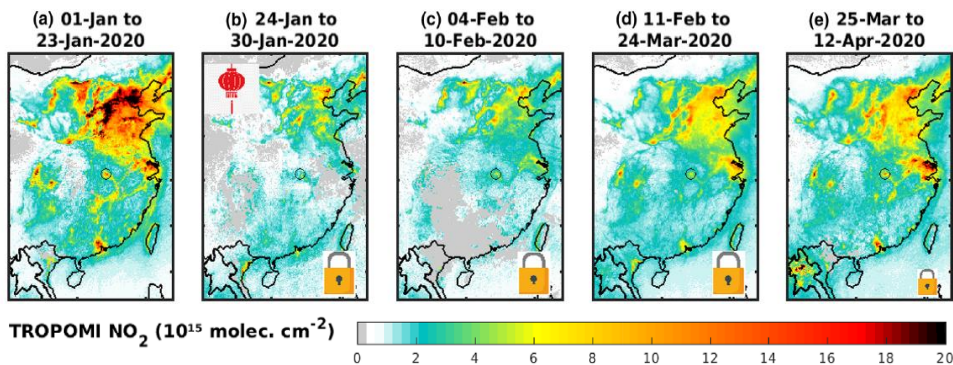 (a) 01-Jan to
23-Jan-2020
(b) 24-Jan to
30-Jan-2020
(c) 04-Feb to
10-Feb-2020
(d) 11-Feb to
24-Mar-2020
(e) 25-Mar to
12-Apr-2020
TROPOMI NO₂ (10¹⁵ molec. cm⁻²)
0 2 4 6 8 10 12 14 16 18 20